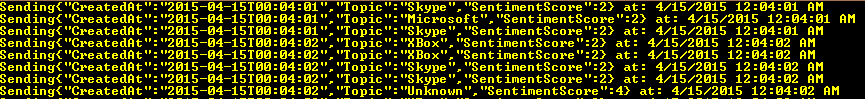 Sending{"CreatedAt":"2015-04-15T00:04:01","Topic":"Skype","SentimentScore":2} at: 4/15/2015 12:04:01 AM
Sending{"CreatedAt":"2015-04-15T00:04:01","Topic":"Microsoft","SentimentScore":2} at: 4/15/2015 12:04:01 AM
Sending{"CreatedAt":"2015-04-15T00:04:01","Topic":"Skype","SentimentScore":2} at: 4/15/2015 12:04:01 AM
Sending{"CreatedAt":"2015-04-15T00:04:02","Topic":"XBox","SentimentScore":2} at: 4/15/2015 12:04:02 AM
Sending{"CreatedAt":"2015-04-15T00:04:02","Topic":"XBox","SentimentScore":2} at: 4/15/2015 12:04:02 AM
Sending{"CreatedAt":"2015-04-15T00:04:02","Topic":"Skype","SentimentScore":2} at: 4/15/2015 12:04:02 AM
Sending{"CreatedAt":"2015-04-15T00:04:02","Topic":"Skype","SentimentScore":2} at: 4/15/2015 12:04:02 AM
Sending{"CreatedAt":"2015-04-15T00:04:02","Topic":"Unknown","SentimentScore":4} at: 4/15/2015 12:04:02 AM